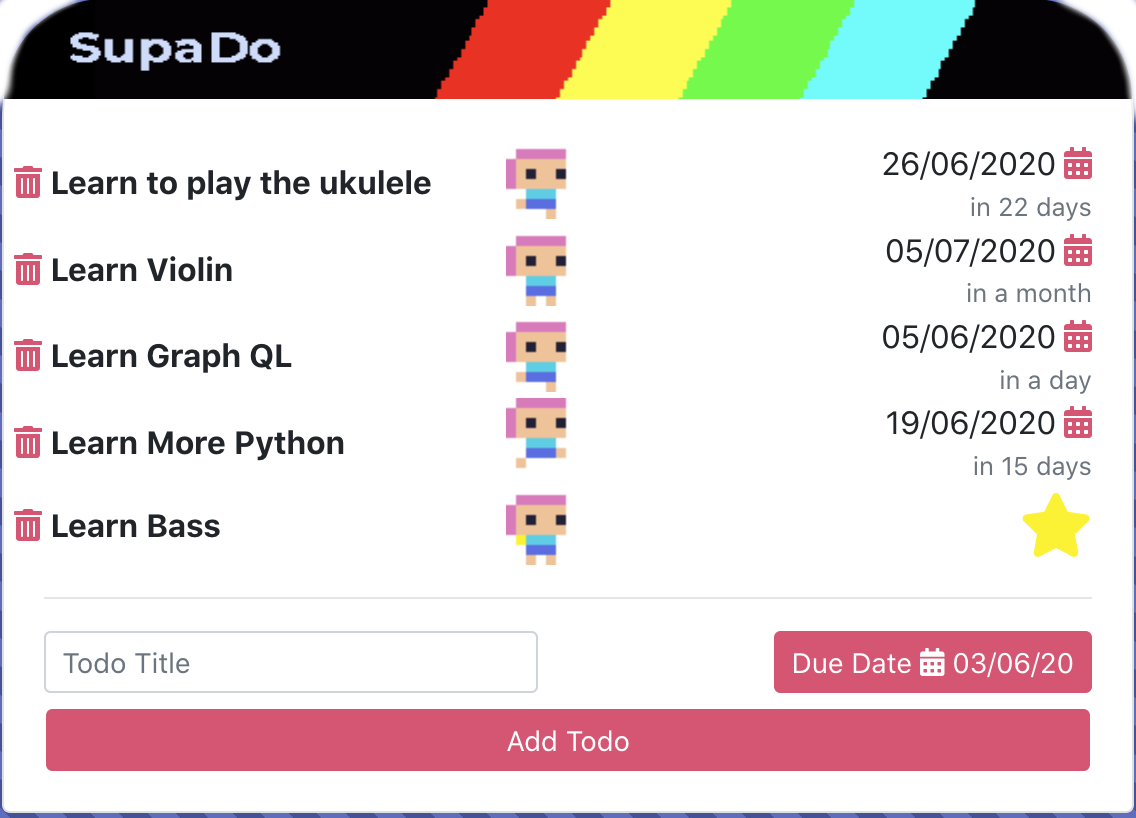 SupaDo
Learn to play the ukulele
26/06/2020
in 22 days
Learn Violin
05/07/2020
in a month
Learn Graph QL
05/06/2020
in a day
Learn More Python
19/06/2020
in 15 days
Learn Bass
Todo Title
Due Date 03/06/20
Add Todo